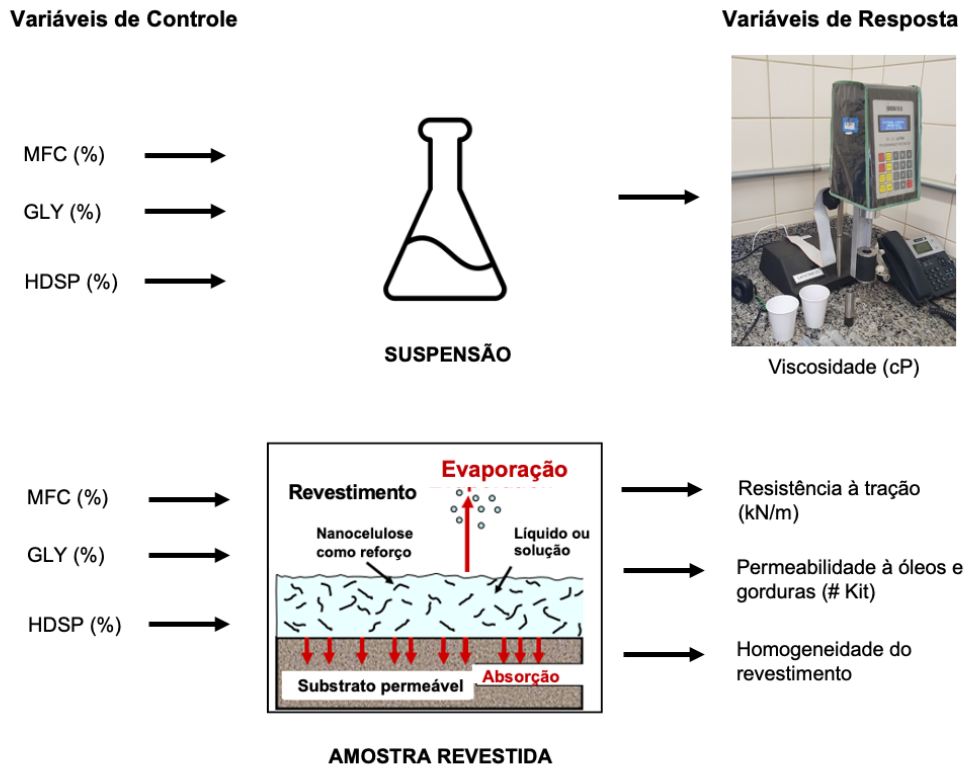 Variáveis de Controle
Variáveis de Resposta
MFC (%)
GLY (%)
HDSP (%)
SUSPENSÃO
Viscosidade (cP)
MFC (%)
GLY (%)
HDSP (%)
Evaporação
Revestimento
Nanocelulose
como reforço
Líquido ou
solução
Substrato permeável
Absorção
AMOSTRA REVESTIDA
Resistência à tração
(kN/m)
Permeabilidade à óleos e
gorduras (# Kit)
Homogeneidade do
revestimento